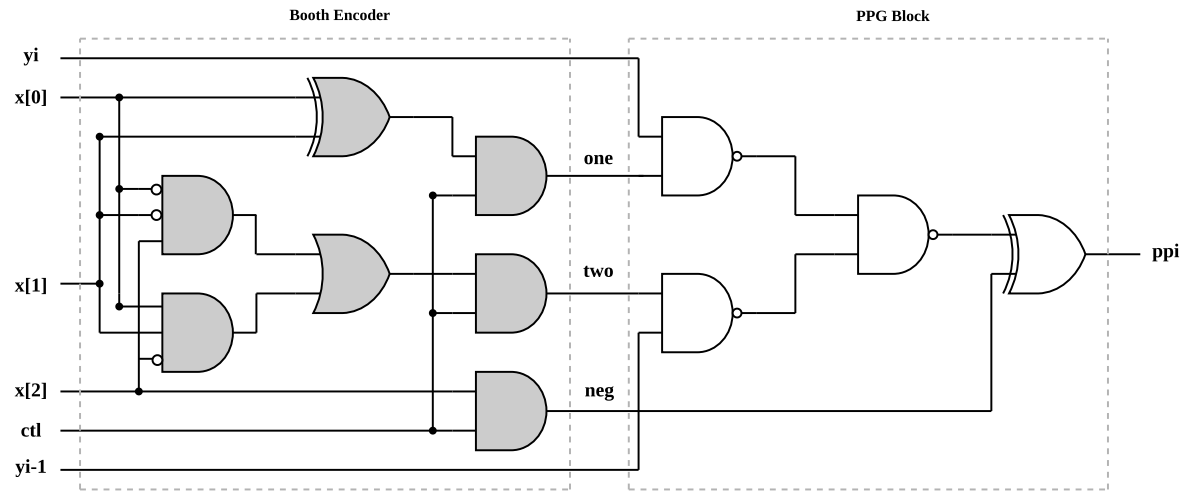 Booth Encoder
PPG Block
yi
x[0]
one
ppi
two
x[1]
x[2]
neg
ctl
yi-1